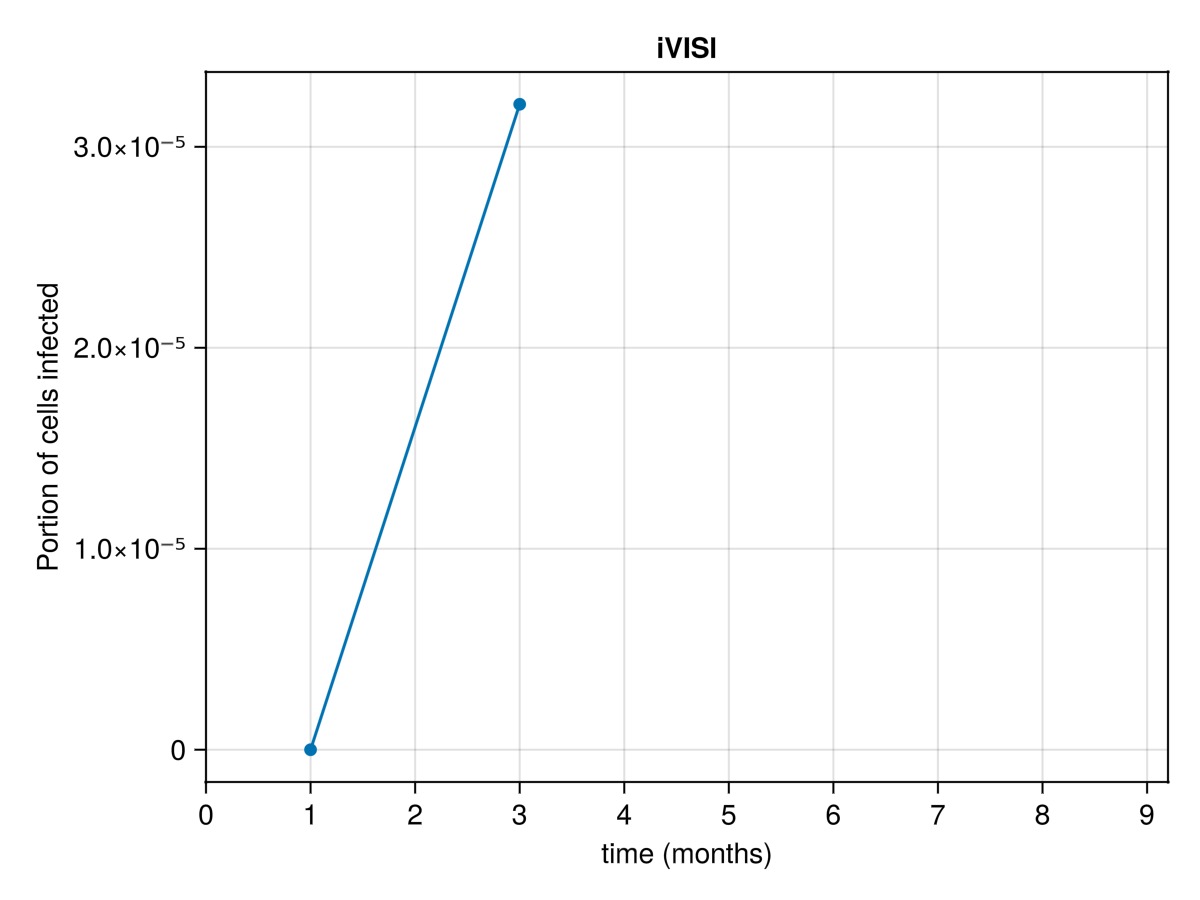 iVISI
3.0×10⁻⁵
2.0×10⁻⁵
1.0×10⁻⁵
0
Portion of cells infected
0 1 2 3 4 5 6 7 8 9
time (months)